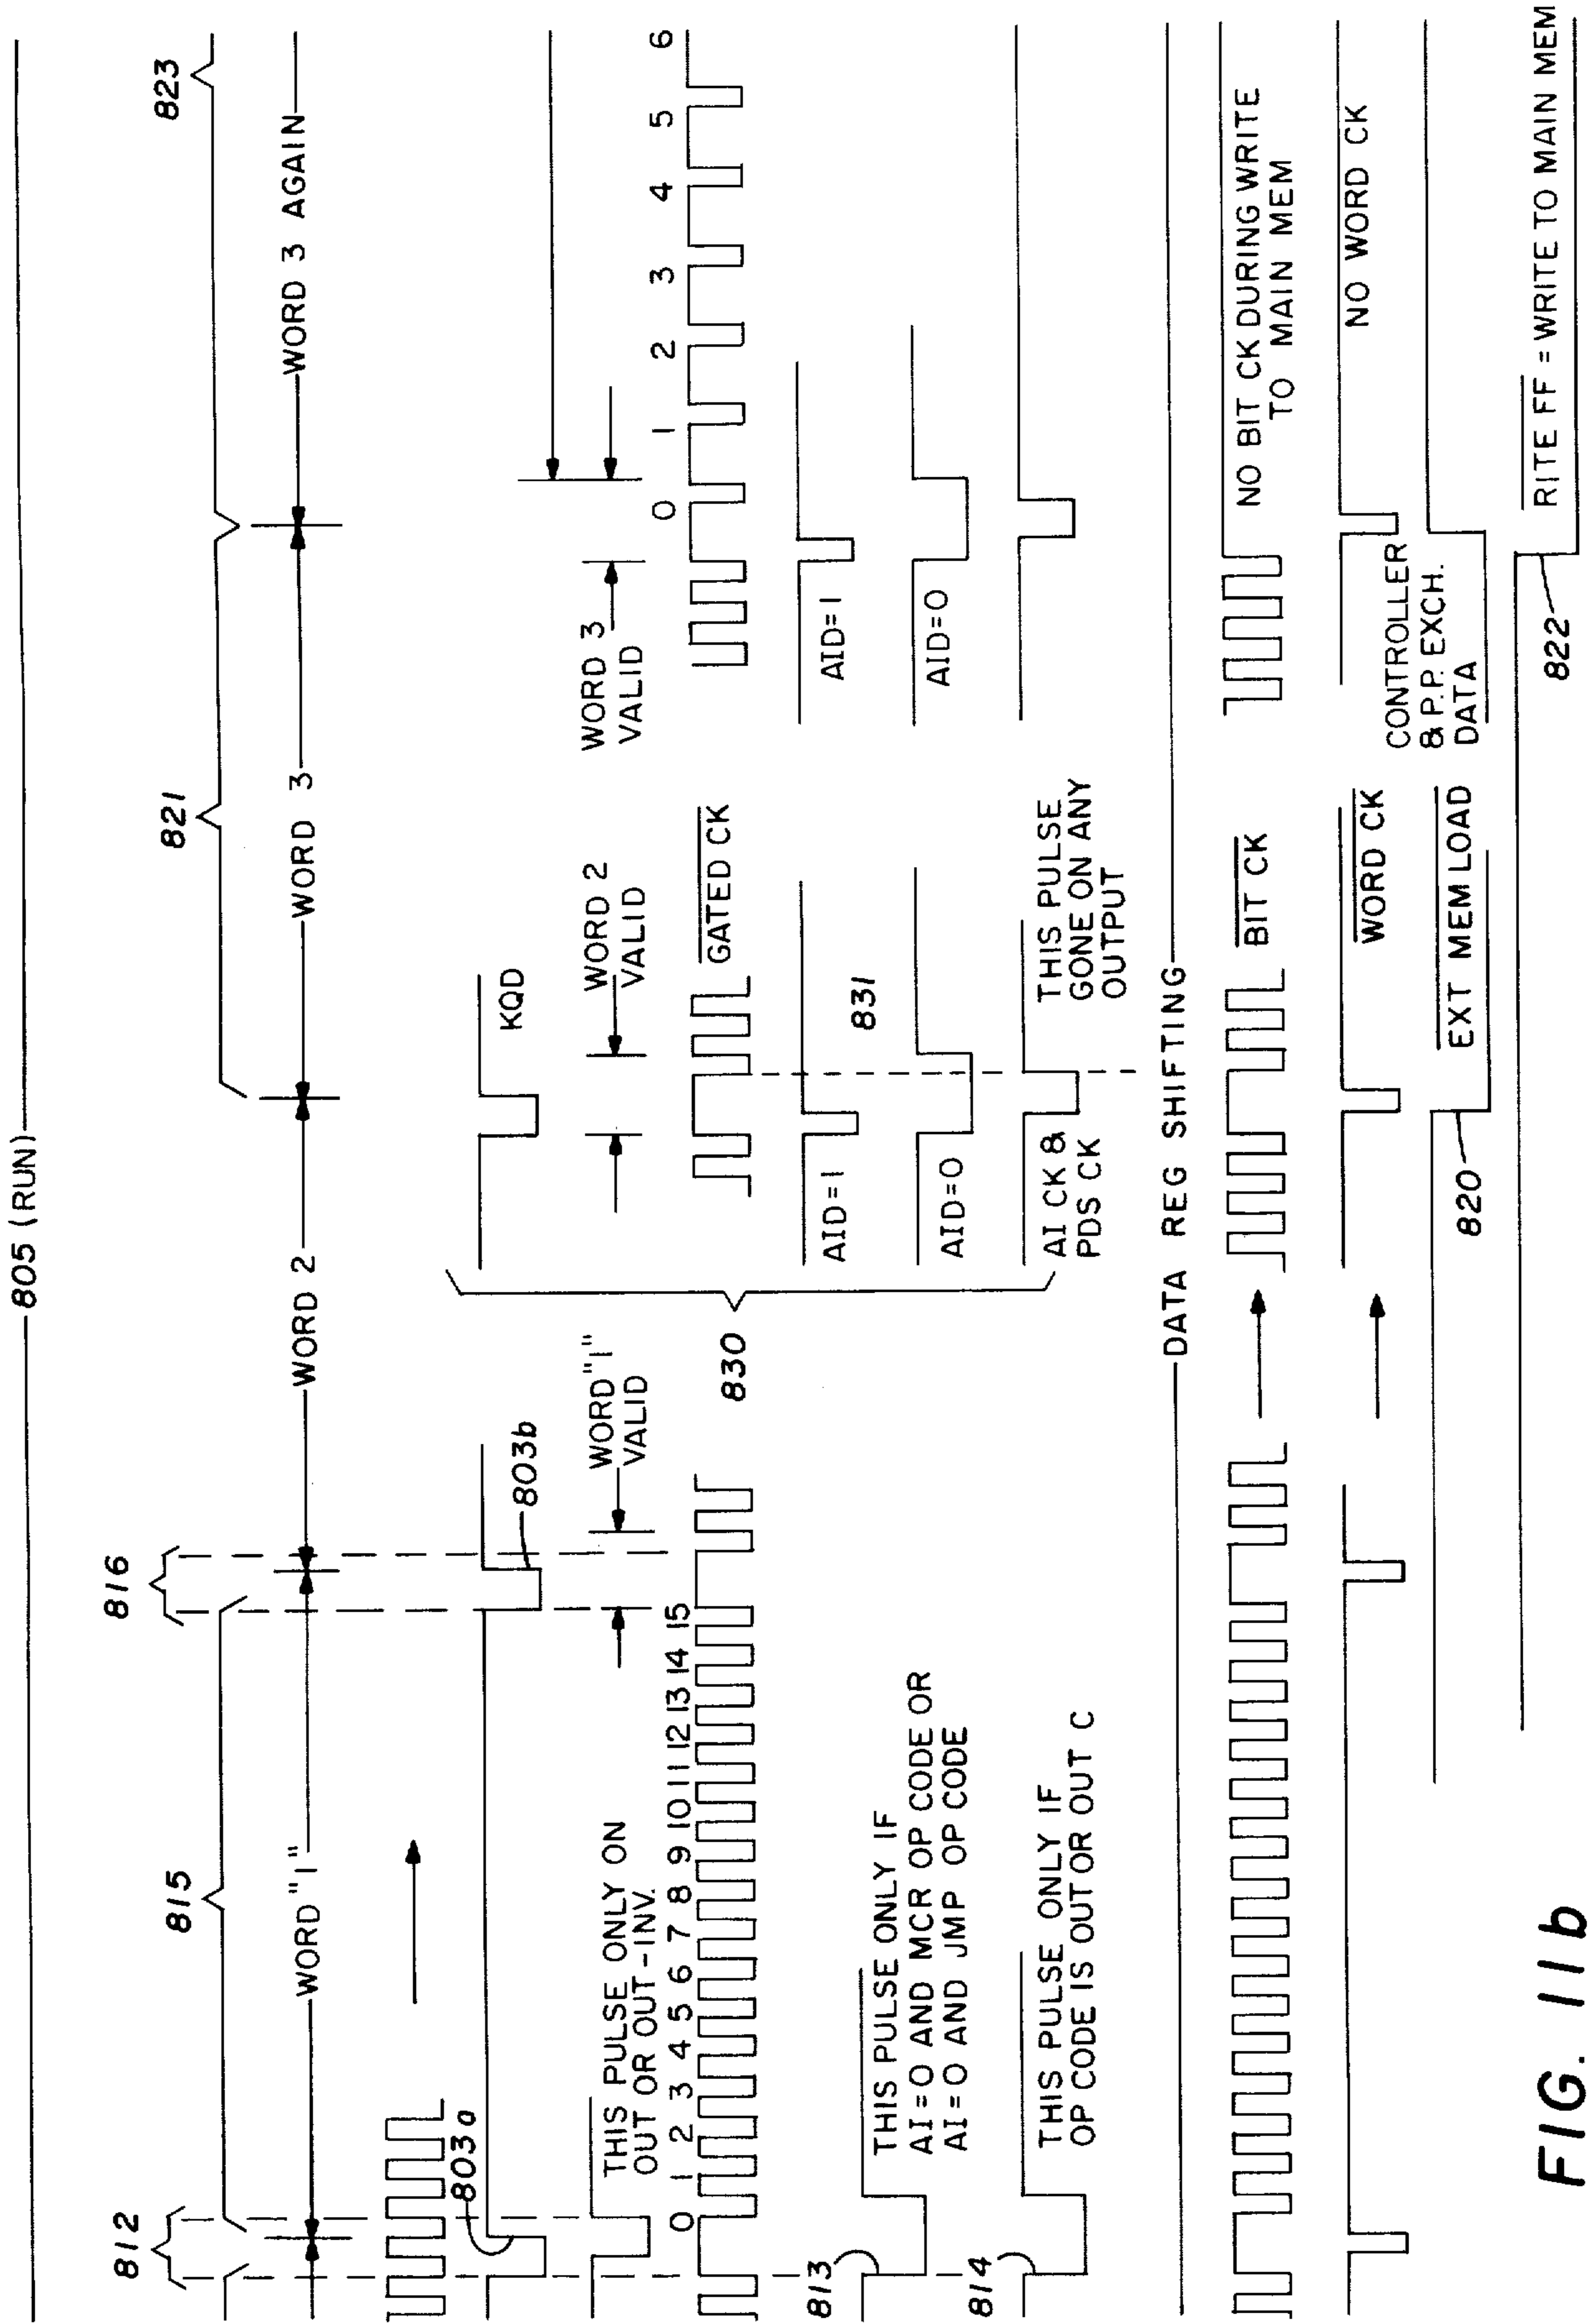 805 (RUN)
812
815
816
821
823
WORD "1"
WORD 2
WORD 3
WORD 3 AGAIN
803a
803b
KQD
THIS PULSE ONLY ON
OUT OR OUT-INV.
WORD "1"
VALID
WORD 2
VALID
WORD 3
VALID
0 1 2 3 4 5 6 7 8 9 10 11 12 13 14 15
GATED CK
0 1 2 3 4 5 6
830
813
THIS PULSE ONLY IF
AI=0 AND MCR OP CODE OR
AI=0 AND JMP OP CODE
AID=1
831
AID=1
AID=0
AID=0
814
THIS PULSE ONLY IF
OP CODE IS OUT OR OUT C
AI CK &
PDS CK
THIS PULSE
GONE ON ANY
OUTPUT
DATA REG SHIFTING
BIT CK
NO BIT CK DURING WRITE
TO MAIN MEM
WORD CK
NO WORD CK
820
EXT MEM LOAD
CONTROLLER
& P.P. EXCH.
DATA
822
RITE FF = WRITE TO MAIN MEM
FIG. 11b